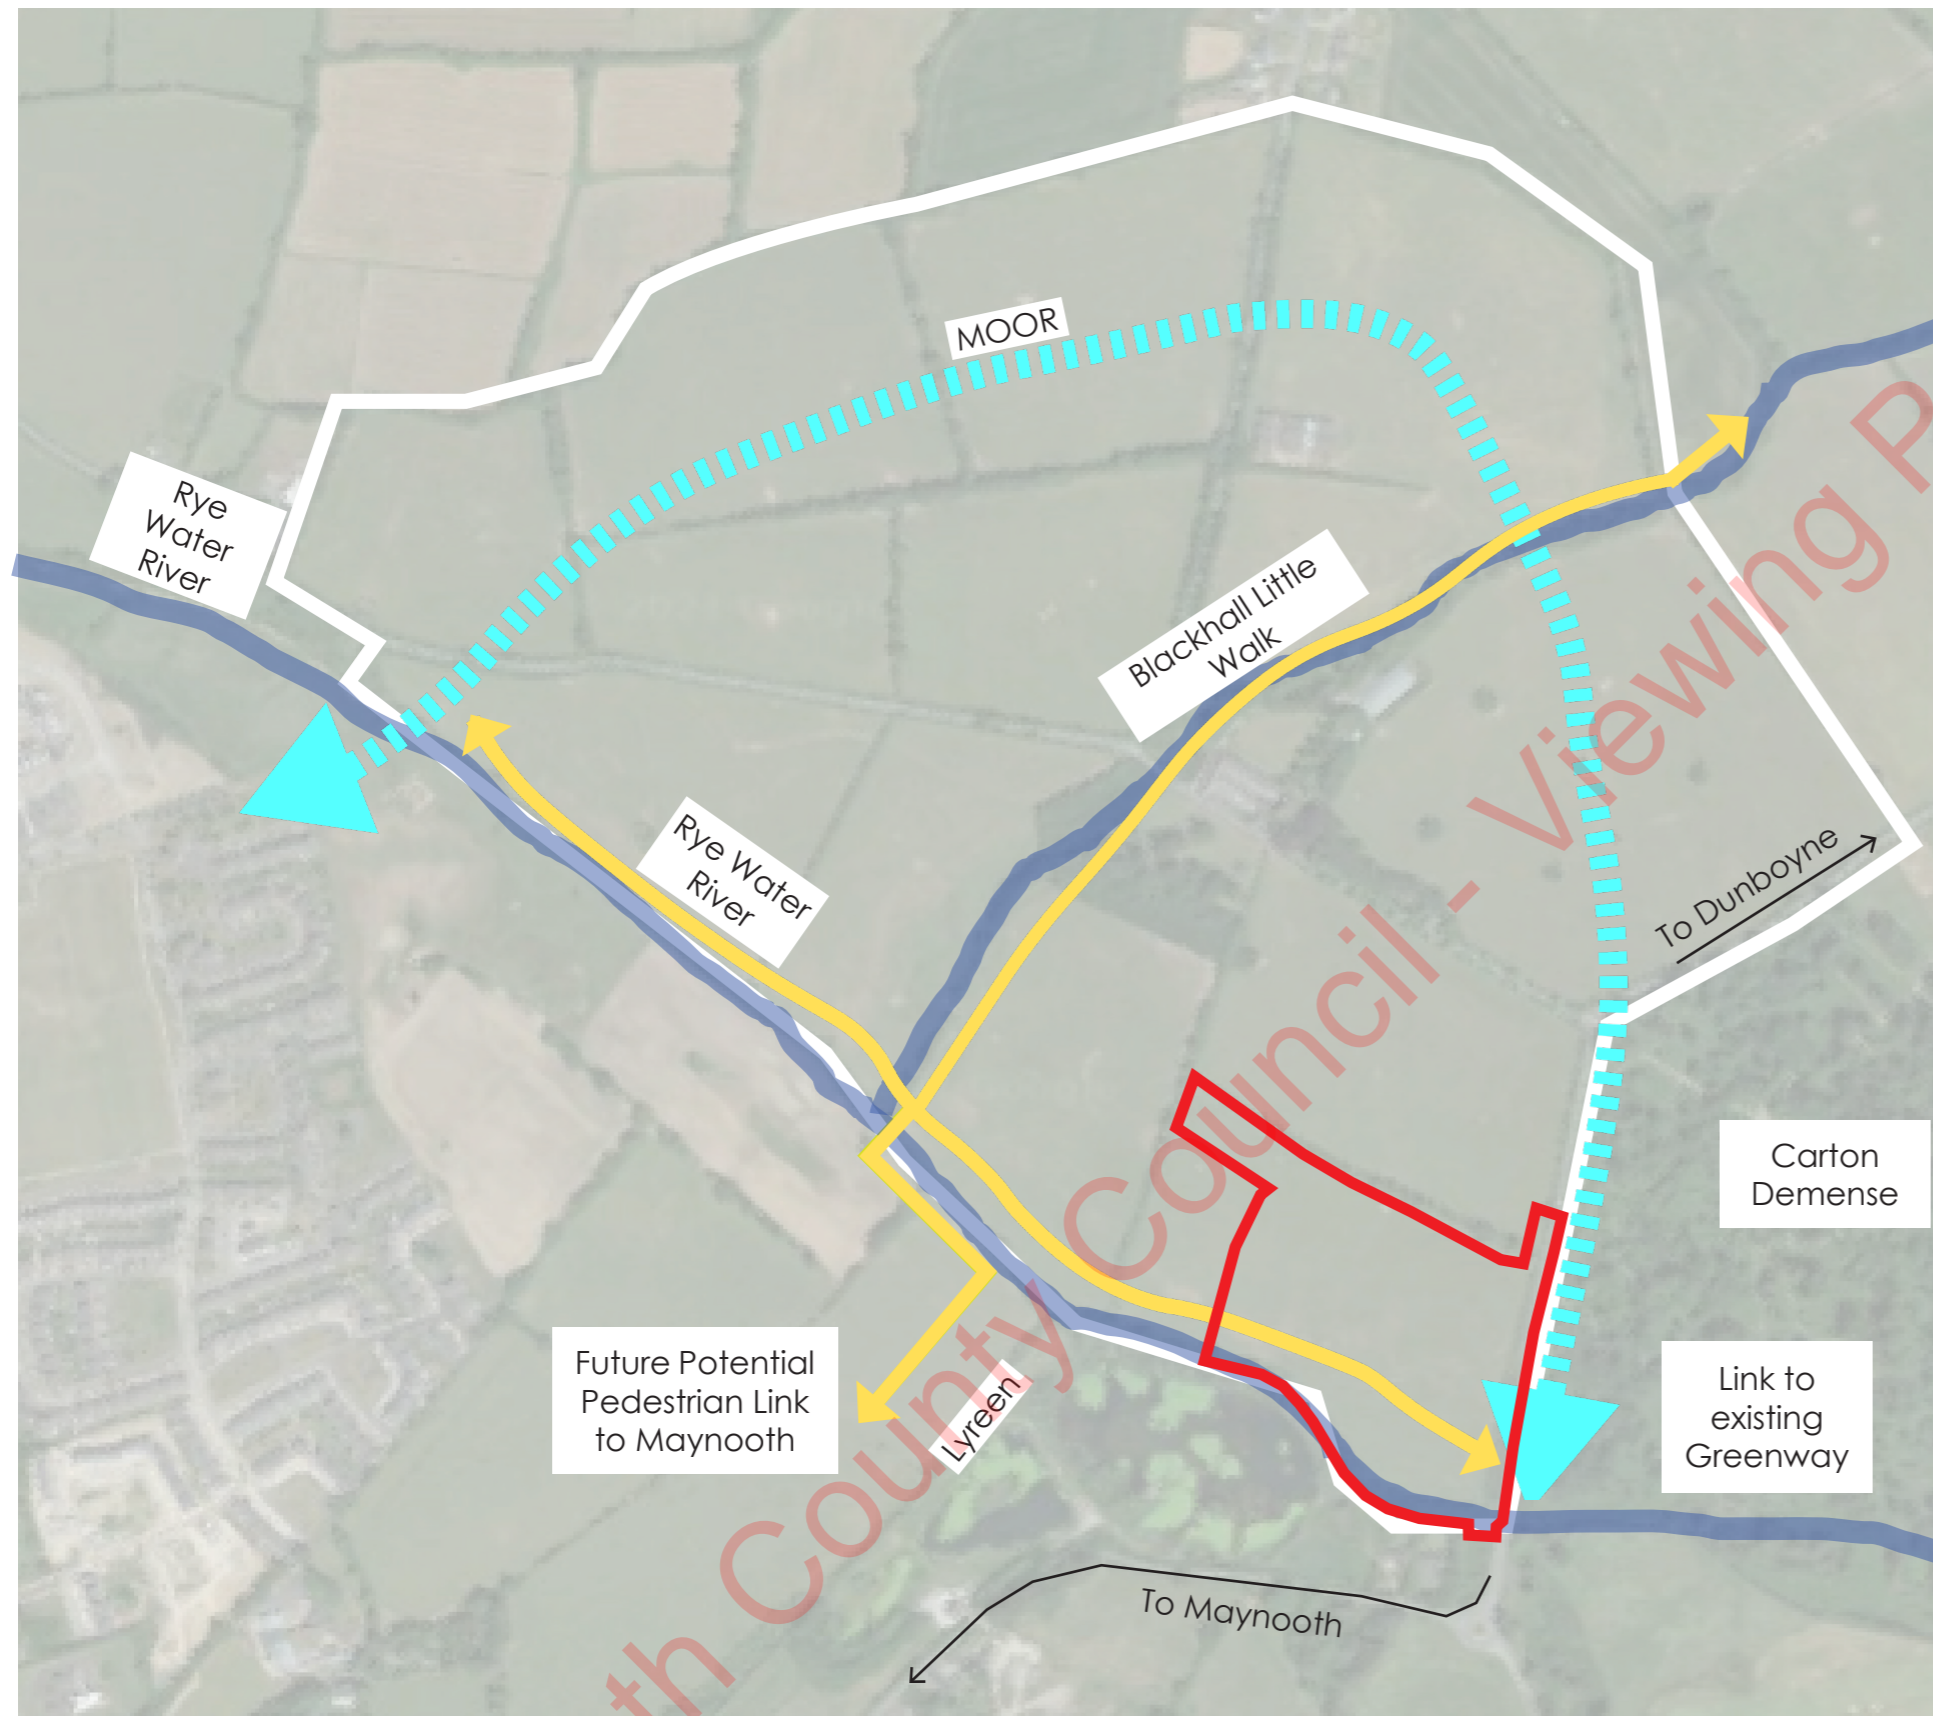 MOOR
Rye
Water
River
Blackhall Little
Walk
Rye Water
River
To Dunboyne
Carton
Demense
Future Potential
Pedestrian Link
to Maynooth
Lyreen
Link to
existing
Greenway
To Maynooth
th County Council - Viewing P